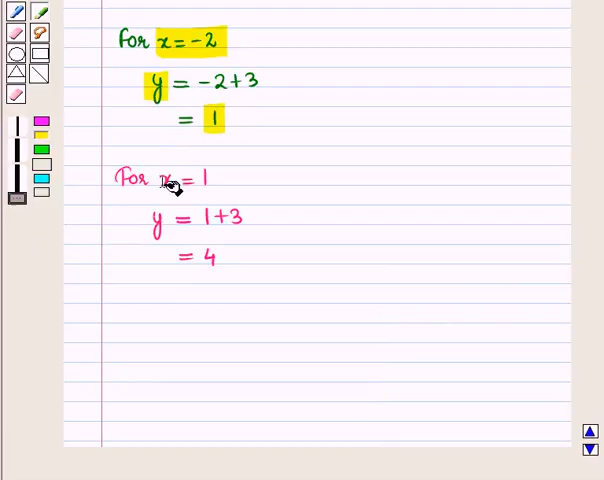 For x = -2
y = -2+3
= 1
For x = 1
y = 1+3
= 4